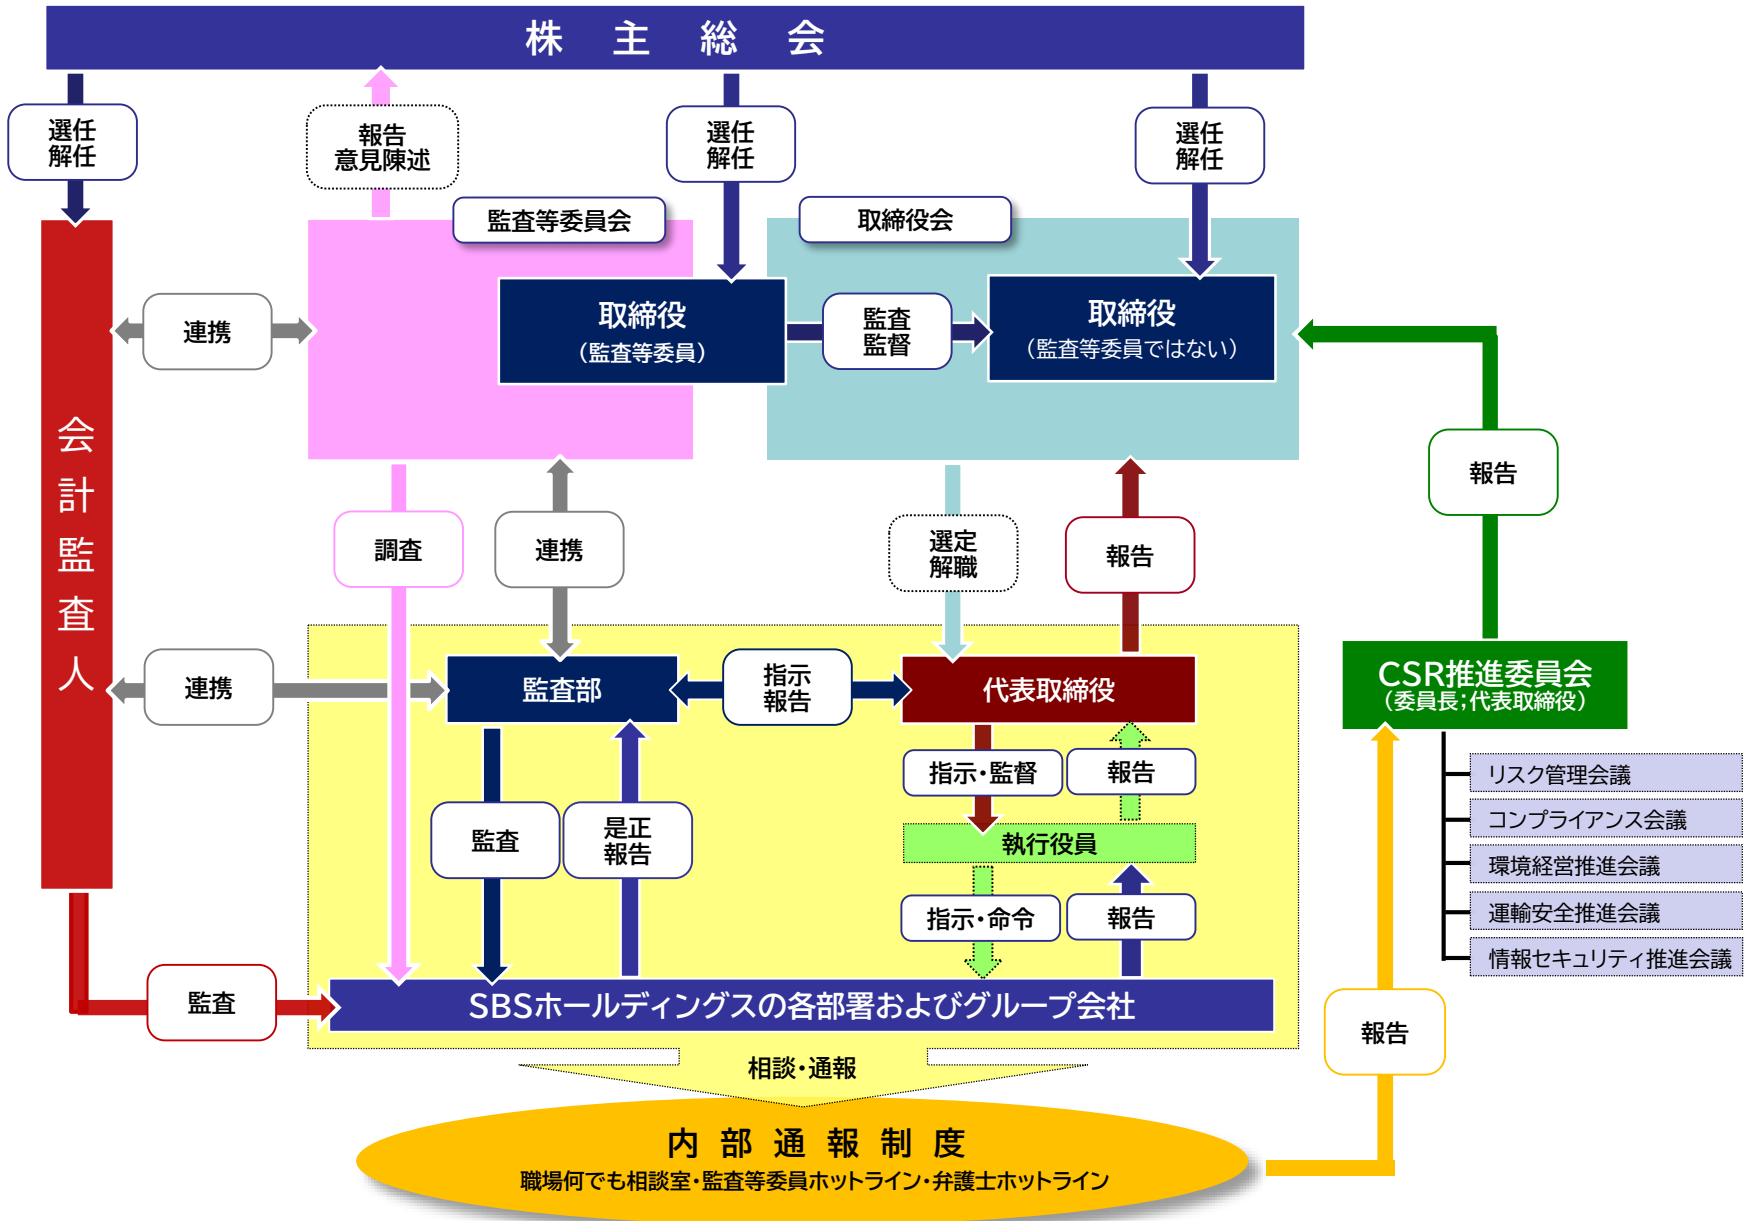 株主総会
選任
解任
報告
意見陳述
選任
解任
選任
解任
監査等委員会
取締役会
取締役
（監査等委員）
監査
監督
取締役
（監査等委員ではない）
連携
会計監査人
報告
調査
連携
選定
解職
報告
連携
監査部
指示
報告
代表取締役
CSR推進委員会
（委員長；代表取締役）
指示・監督
報告
リスク管理会議
コンプライアンス会議
環境経営推進会議
運輸安全推進会議
情報セキュリティ推進会議
監査
是正
報告
執行役員
指示・命令
報告
監査
SBSホールディングスの各部署およびグループ会社
報告
相談・通報
内部通報制度
職場何でも相談室・監査等委員ホットライン・弁護士ホットライン